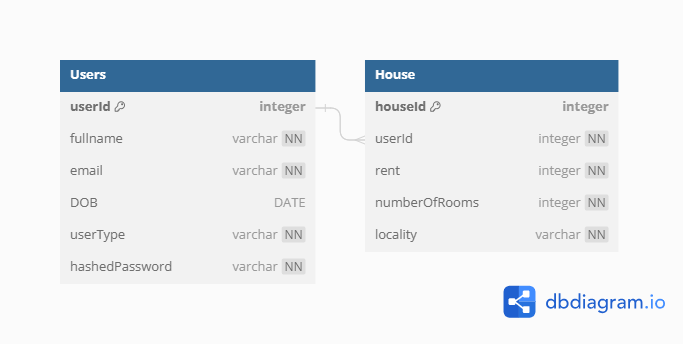 Users
userId integer
fullname varchar NN
email varchar NN
DOB DATE
userType varchar NN
hashedPassword varchar NN
House
houseId integer
userId integer NN
rent integer NN
numberOfRooms integer NN
locality varchar NN
dbdiagram.io